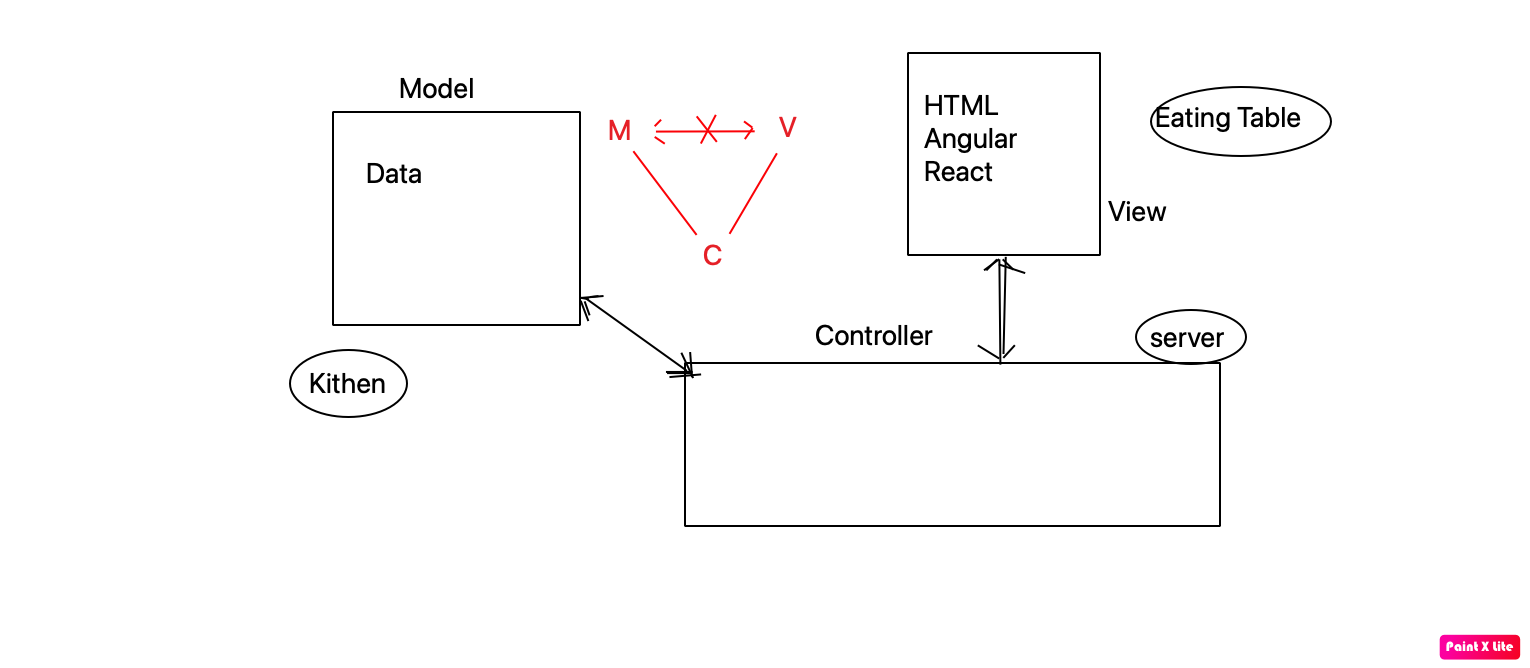 Model
Data
M
V
C
HTML
Angular
React
Eating Table
View
Controller
server
Kithen
Paint X Lite